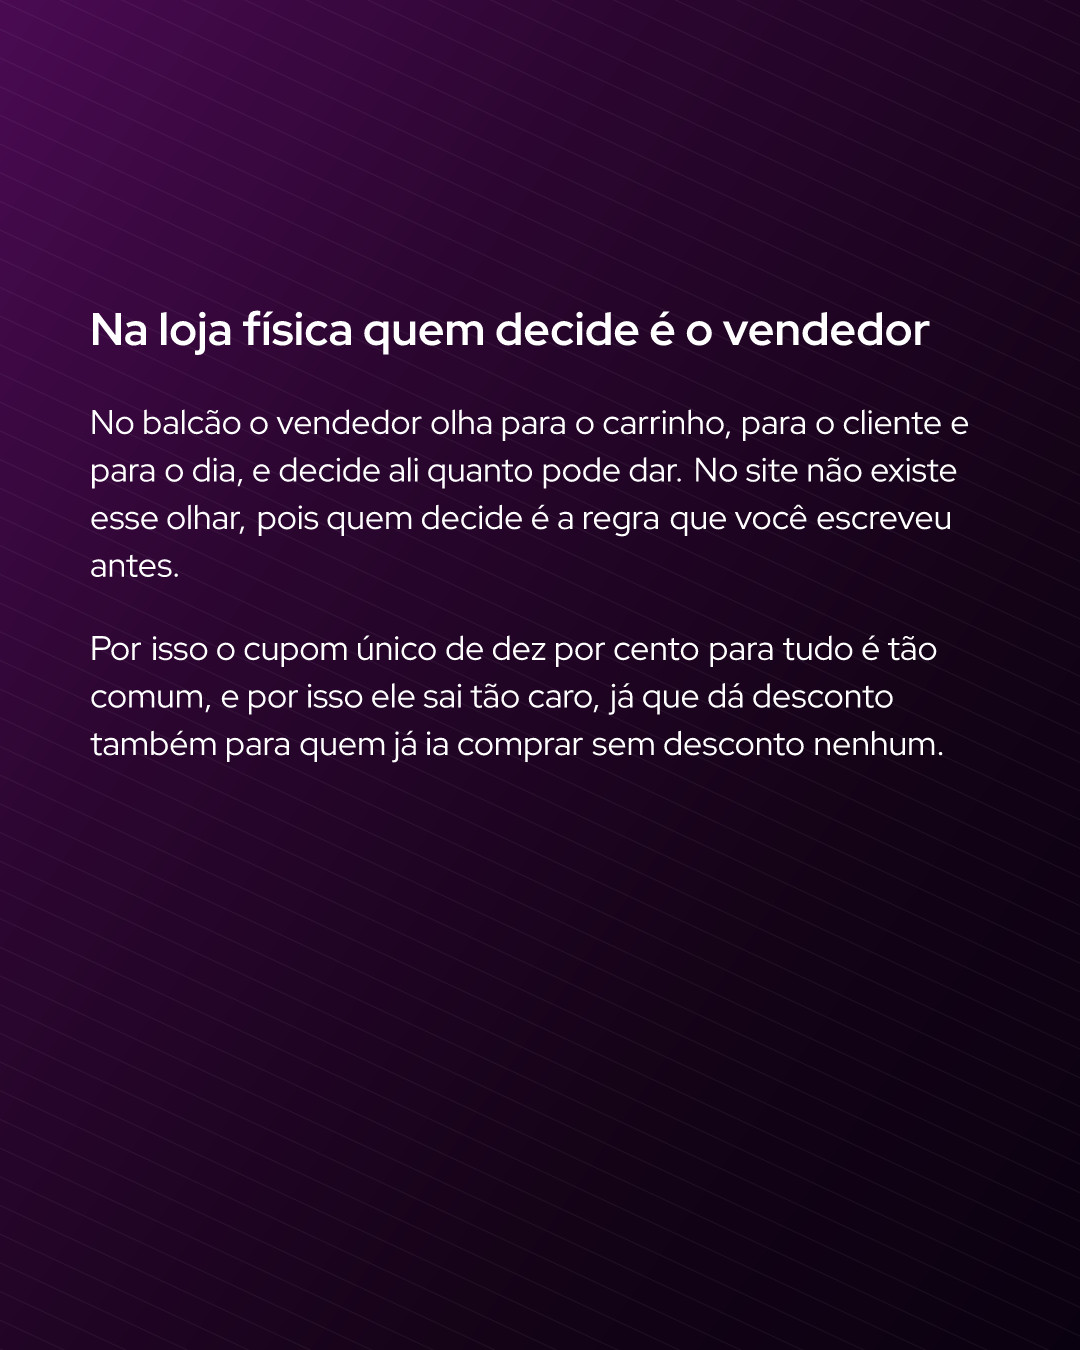 Na loja física quem decide é o vendedor
No balcão o vendedor olha para o carrinho, para o cliente e
para o dia, e decide ali quanto pode dar. No site não existe
esse olhar, pois quem decide é a regra que você escreveu
antes.
Por isso o cupom único de dez por cento para tudo é tão
comum, e por isso ele sai tão caro, já que dá desconto
também para quem já ia comprar sem desconto nenhum.